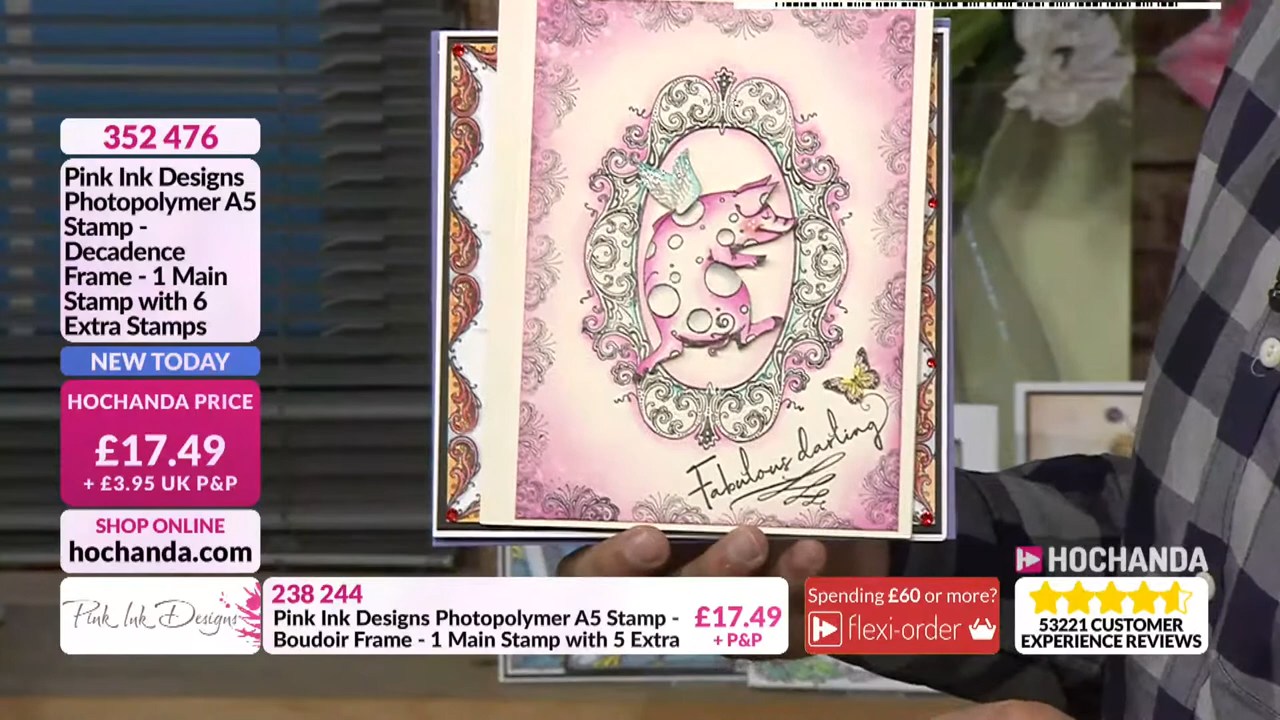 352 476
Pink Ink Designs
Photopolymer A5
Stamp -
Decadence
Frame - 1 Main
Stamp with 6
Extra Stamps
NEW TODAY
HOCHANDA PRICE
£17.49
+ £3.95 UK P&P
SHOP ONLINE
hochanda.com
Fabulous darling
Pink Ink Designs
238 244
Pink Ink Designs Photopolymer A5 Stamp -
Boudoir Frame - 1 Main Stamp with 5 Extra
£17.49
+ P&P
Spending £60 or more?
flexi-order
HOCHANDA
53221 CUSTOMER
EXPERIENCE REVIEWS